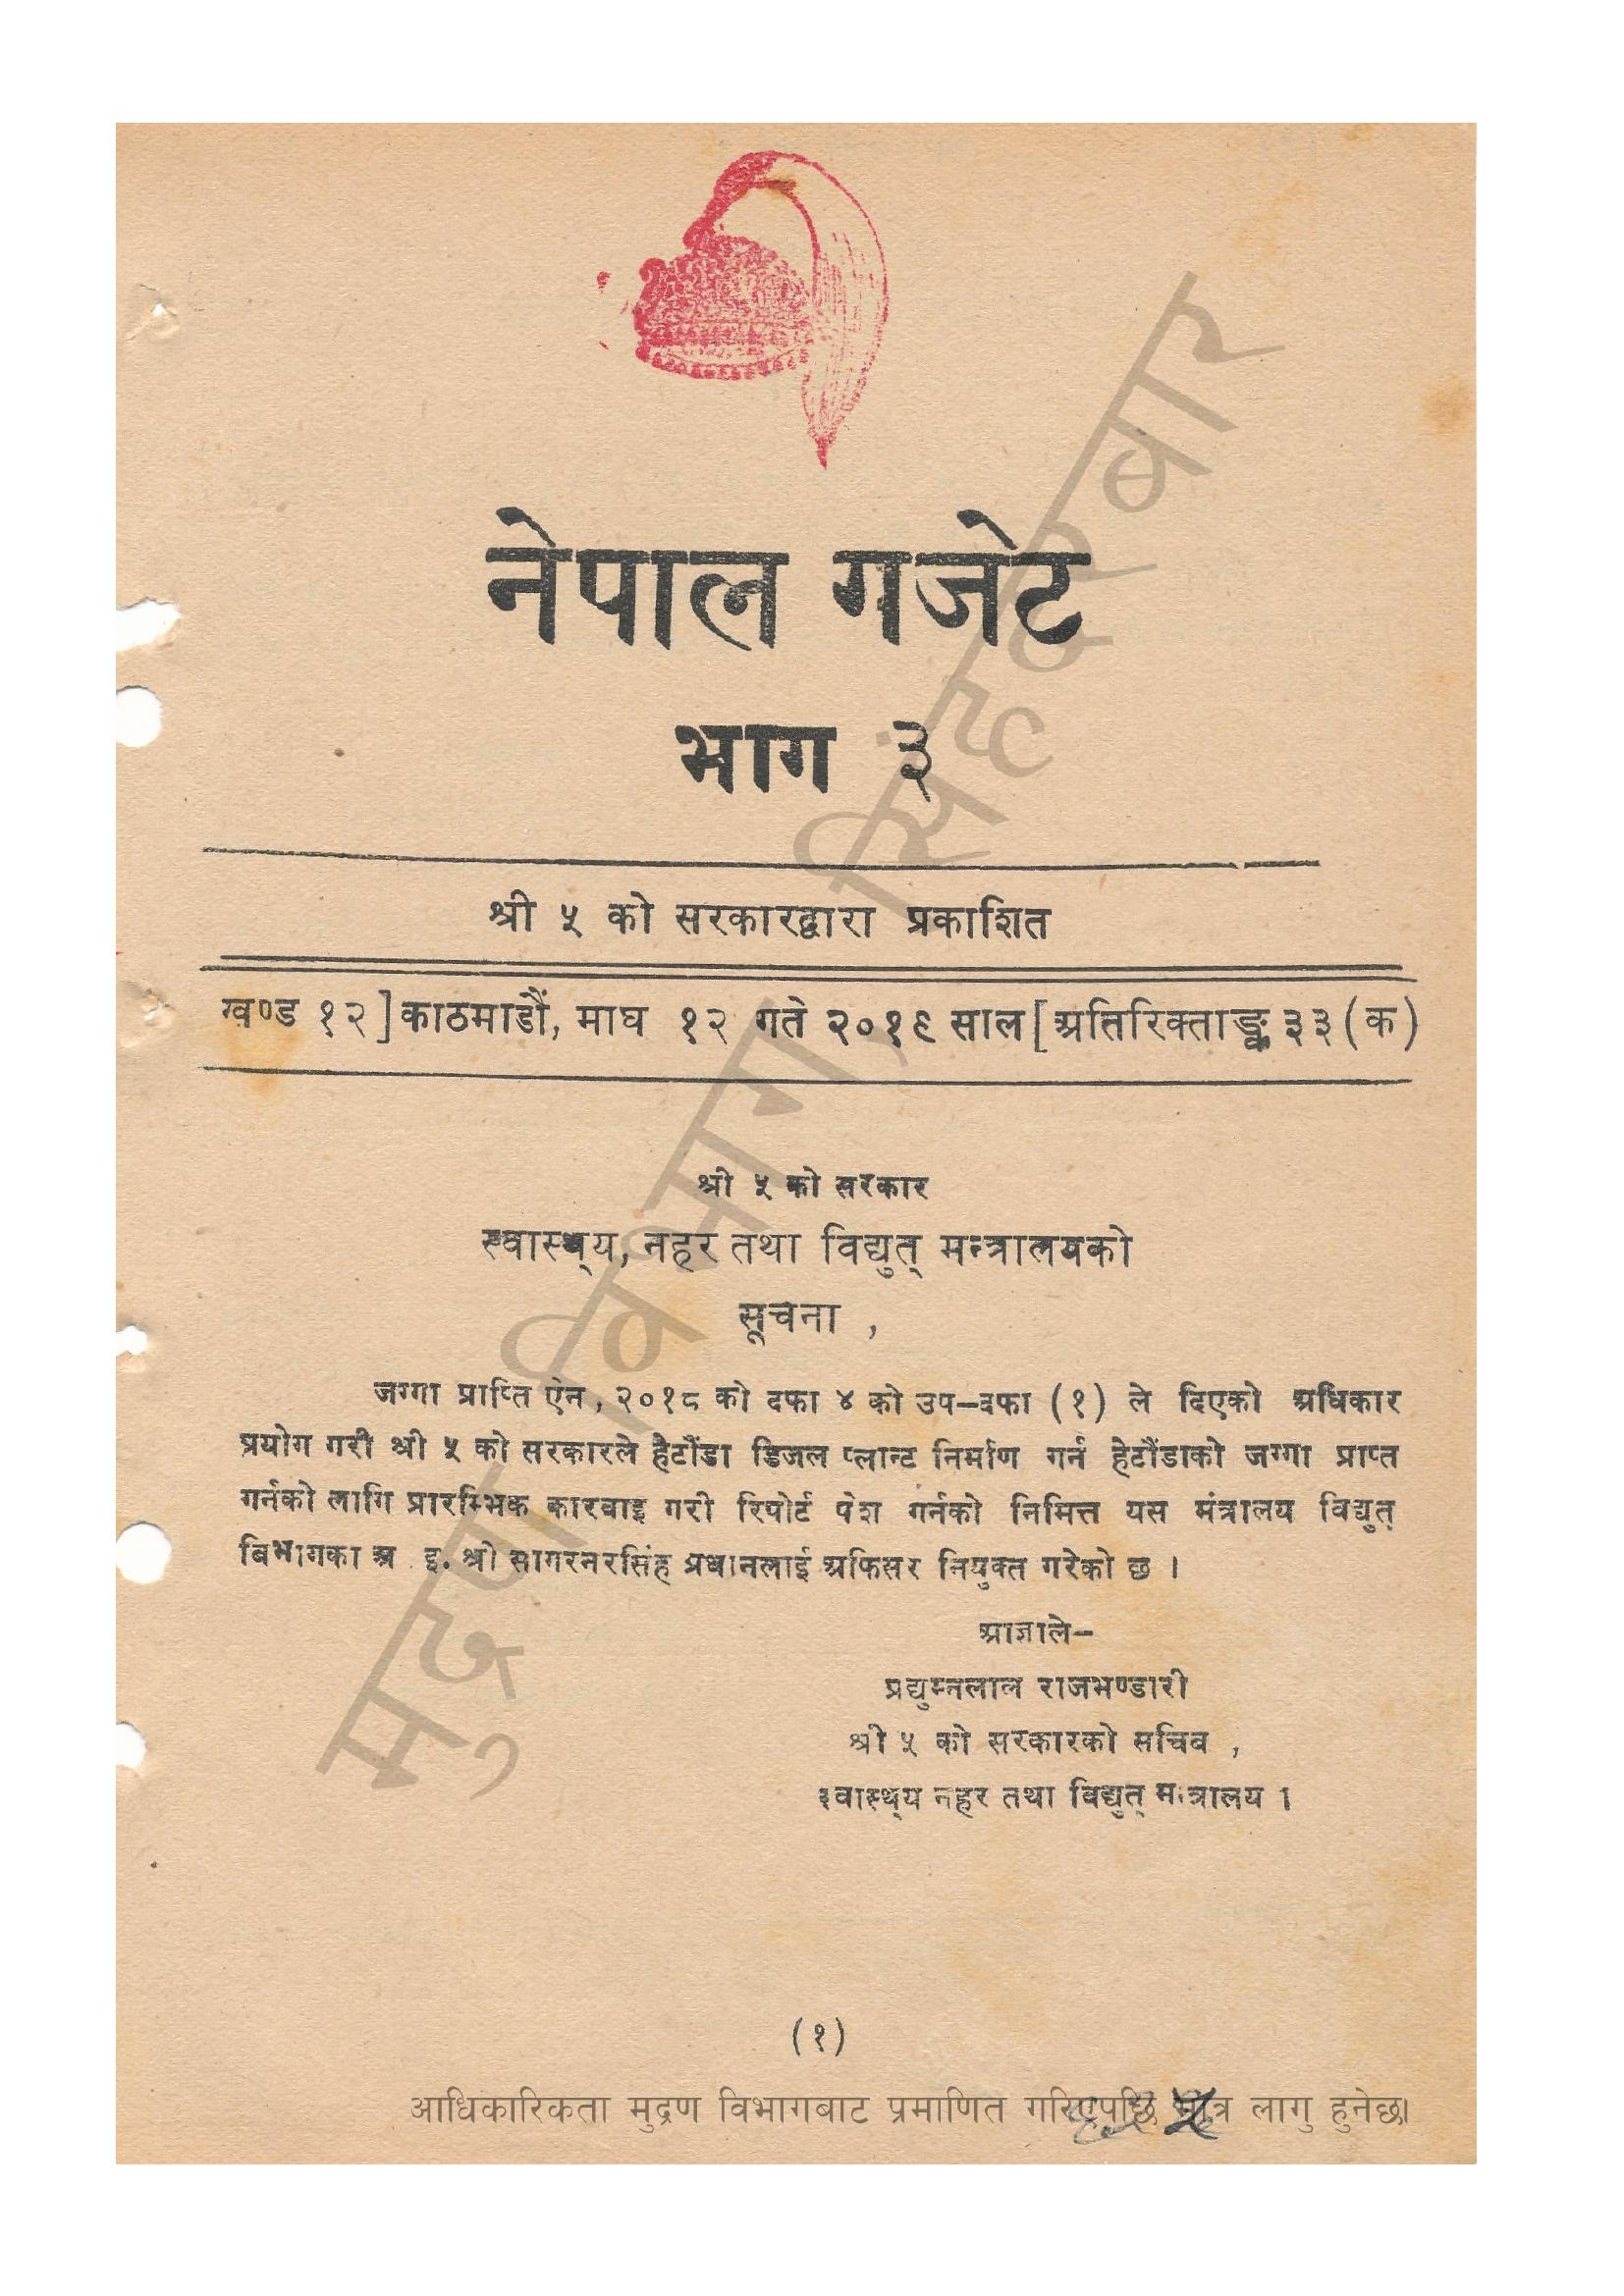 नेपाल गजेट
भाग ३
श्री ५ को सरकारद्वारा प्रकाशित
खण्ड १२] काठमाडौं, माघ १२ गते २०१९ साल [अतिरिक्ताङ्क ३३ (क)
श्री ५ को सरकार
स्वास्थ्य, नहर तथा विद्युत् मन्त्रालयको
सूचना ,
जग्गा प्राप्ति ऐन, २०१८ को दफा ४ को उप-दफा (१) ले दिएको अधिकार
प्रयोग गरी श्री ५ को सरकारले हेटौंडा डिजल प्लान्ट निर्माण गर्न हेटौंडाको जग्गा प्राप्त
गर्नको लागि प्रारम्भिक कारवाइ गरी रिपोर्ट पेश गर्नको निमित्त यस मंत्रालय विद्युत्
बिभागका अ इ. श्री सागरनरसिंह प्रधानलाई अफिसर नियुक्त गरेको छ ।
आज्ञाले-
प्रद्युम्नलाल राजभण्डारी
श्री ५ को सरकारको सचिव ,
स्वास्थ्य नहर तथा विद्युत् मन्त्रालय ।
(१)
आधिकारिकता मुद्रण विभागबाट प्रमाणित गरिएपछि मात्र लागु हुनेछ।
मुद्रण विभाग, सिंहदरबार